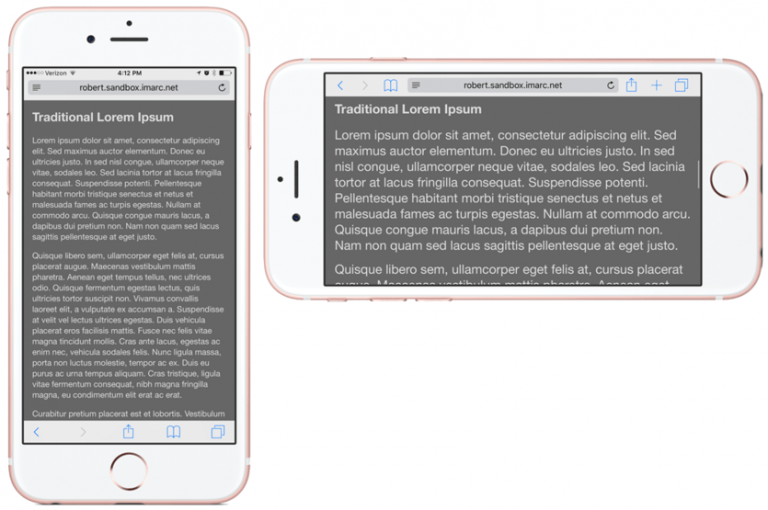 Verizon 4:12 PM
robert.sandbox.imarc.net
Traditional Lorem Ipsum
Lorem ipsum dolor sit amet, consectetur adipiscing
elit. Sed maximus auctor elementum. Donec eu
ultricies justo. In sed nisl congue, ullamcorper neque
vitae, sodales leo. Sed lacinia tortor at lacus fringilla
consequat. Suspendisse potenti. Pellentesque
habitant morbi tristique senectus et netus et
malesuada fames ac turpis egestas. Nullam at
commodo arcu. Quisque congue mauris lacus, a
dapibus dui pretium non. Nam non quam sed lacus
sagittis pellentesque at eget justo.
Quisque libero sem, ullamcorper eget felis at, cursus
placerat augue. Maecenas vestibulum mattis
pharetra. Aenean eget tempus tellus, nec ultrices
odio. Quisque fermentum egestas lectus, quis
ultricies tortor suscipit non. Vivamus convallis
laoreet elit, a vulputate ex accumsan a. Suspendisse
at velit vel lectus ultrices egestas. Duis vehicula
placerat eros facilisis mattis. Fusce nec felis vitae
magna tincidunt mollis. Cras ante lacus, egestas ac
enim nec, vehicula sodales felis. Nunc ligula massa,
porta non luctus molestie, tempor ac ex. Duis eu
purus ac urna tempus aliquam. Cras tristique, ligula
vitae fermentum consequat, nibh magna fringilla
magna, eu condimentum elit erat ac erat.
Curabitur pretium placerat est et lobortis. Vestibulum
robert.sandbox.imarc.net
Traditional Lorem Ipsum
Lorem ipsum dolor sit amet, consectetur adipiscing elit. Sed
maximus auctor elementum. Donec eu ultricies justo. In sed
nisl congue, ullamcorper neque vitae, sodales leo. Sed lacinia
tortor at lacus fringilla consequat. Suspendisse potenti.
Pellentesque habitant morbi tristique senectus et netus et
malesuada fames ac turpis egestas. Nullam at commodo arcu.
Quisque congue mauris lacus, a dapibus dui pretium non.
Nam non quam sed lacus sagittis pellentesque at eget justo.
Quisque libero sem, ullamcorper eget felis at, cursus placerat
augue. Maecenas vestibulum mattis pharetra. Aenean eget